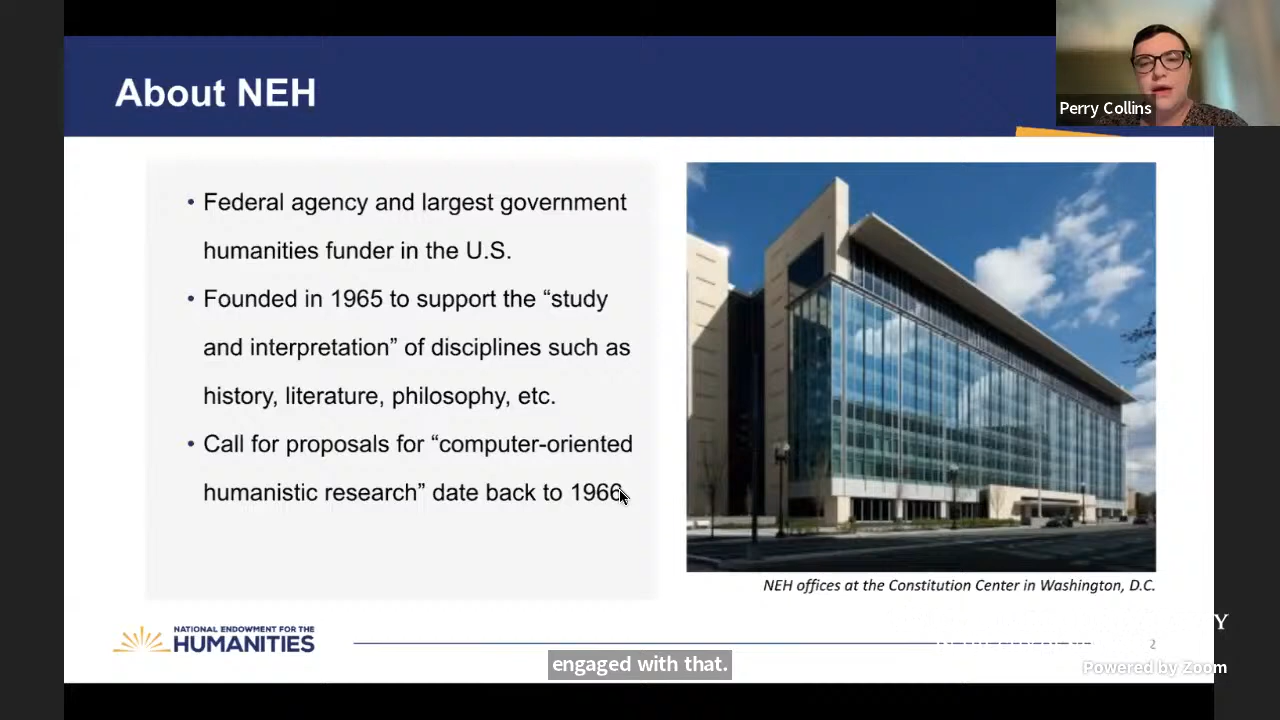 About NEH
Perry Collins
• Federal agency and largest government
humanities funder in the U.S.
• Founded in 1965 to support the “study
and interpretation” of disciplines such as
history, literature, philosophy, etc.
• Call for proposals for “computer-oriented
humanistic research” date back to 1966
NEH offices at the Constitution Center in Washington, D.C.
NATIONAL ENDOWMENT FOR THE
HUMANITIES
2
engaged with that.
Powered by Zoom